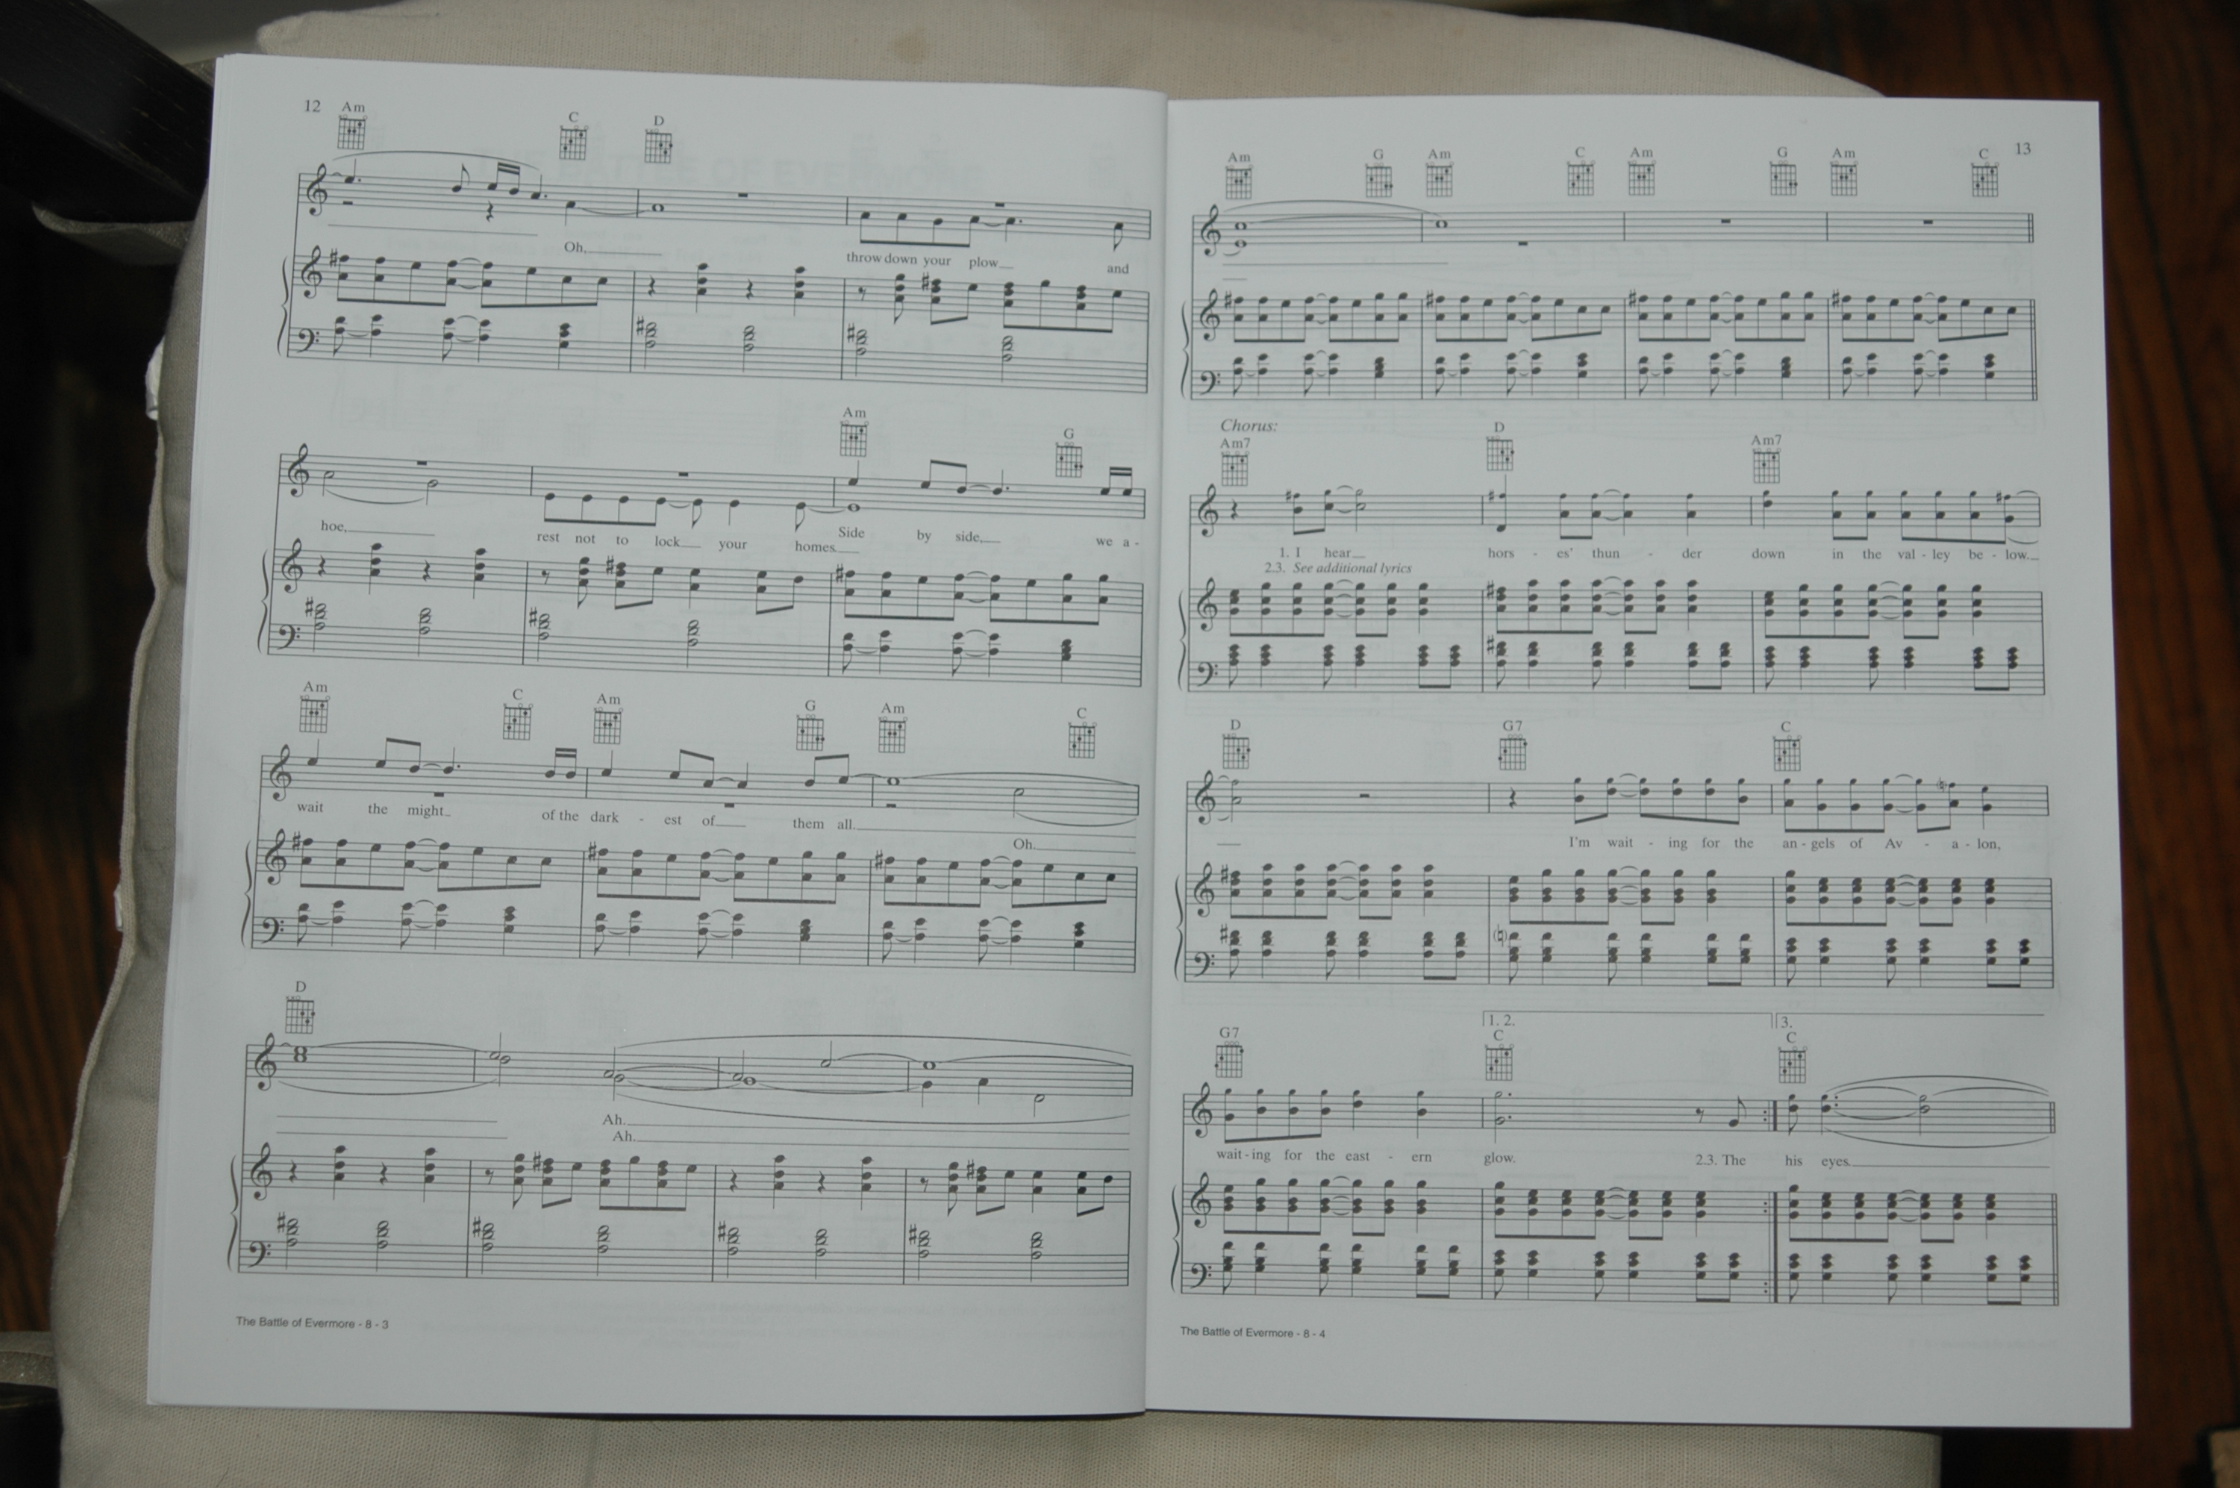 12
Am C D
Oh,
throw down your plow and
Am G
hoe,
rest not to lock your homes.
Side by side, we a -
Am C Am G Am C
wait the might of the dark - est of them all.
Oh.
D
Ah.
Ah.
The Battle of Evermore - 8 - 3
13
Am G Am C Am G Am C
Chorus:
Am7 D Am7
1. I hear hors - es' thun - der down in the val - ley be - low.
2.3. See additional lyrics
D G7 C
I'm wait - ing for the an - gels of Av - a - lon,
1. 2. 3.
G7 C C
wait - ing for the east - ern glow. 2.3. The his eyes
The Battle of Evermore - 8 - 4